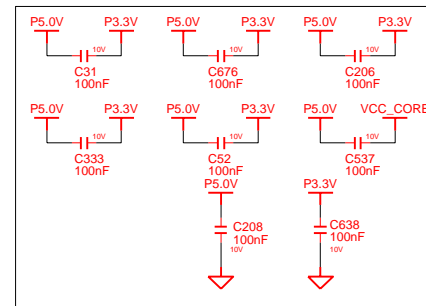 P5.0V P3.3V P5.0V P3.3V P5.0V P3.3V
10V 10V 10V
C31 C676 C206
100nF 100nF 100nF
P5.0V P3.3V P5.0V P3.3V P5.0V VCC_CORE
10V 10V 10V
C333 C52 C537
100nF 100nF 100nF
P5.0V P3.3V
C208 C638
100nF 100nF
10V 10V